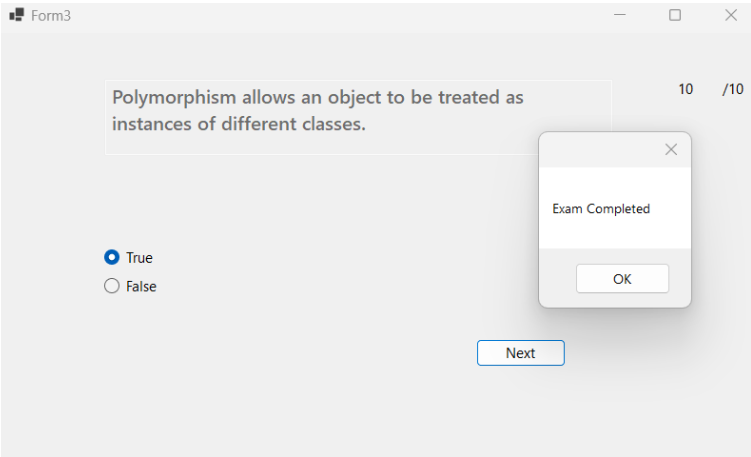 Form3
Polymorphism allows an object to be treated as
instances of different classes.
10 /10
Exam Completed
OK
True
False
Next